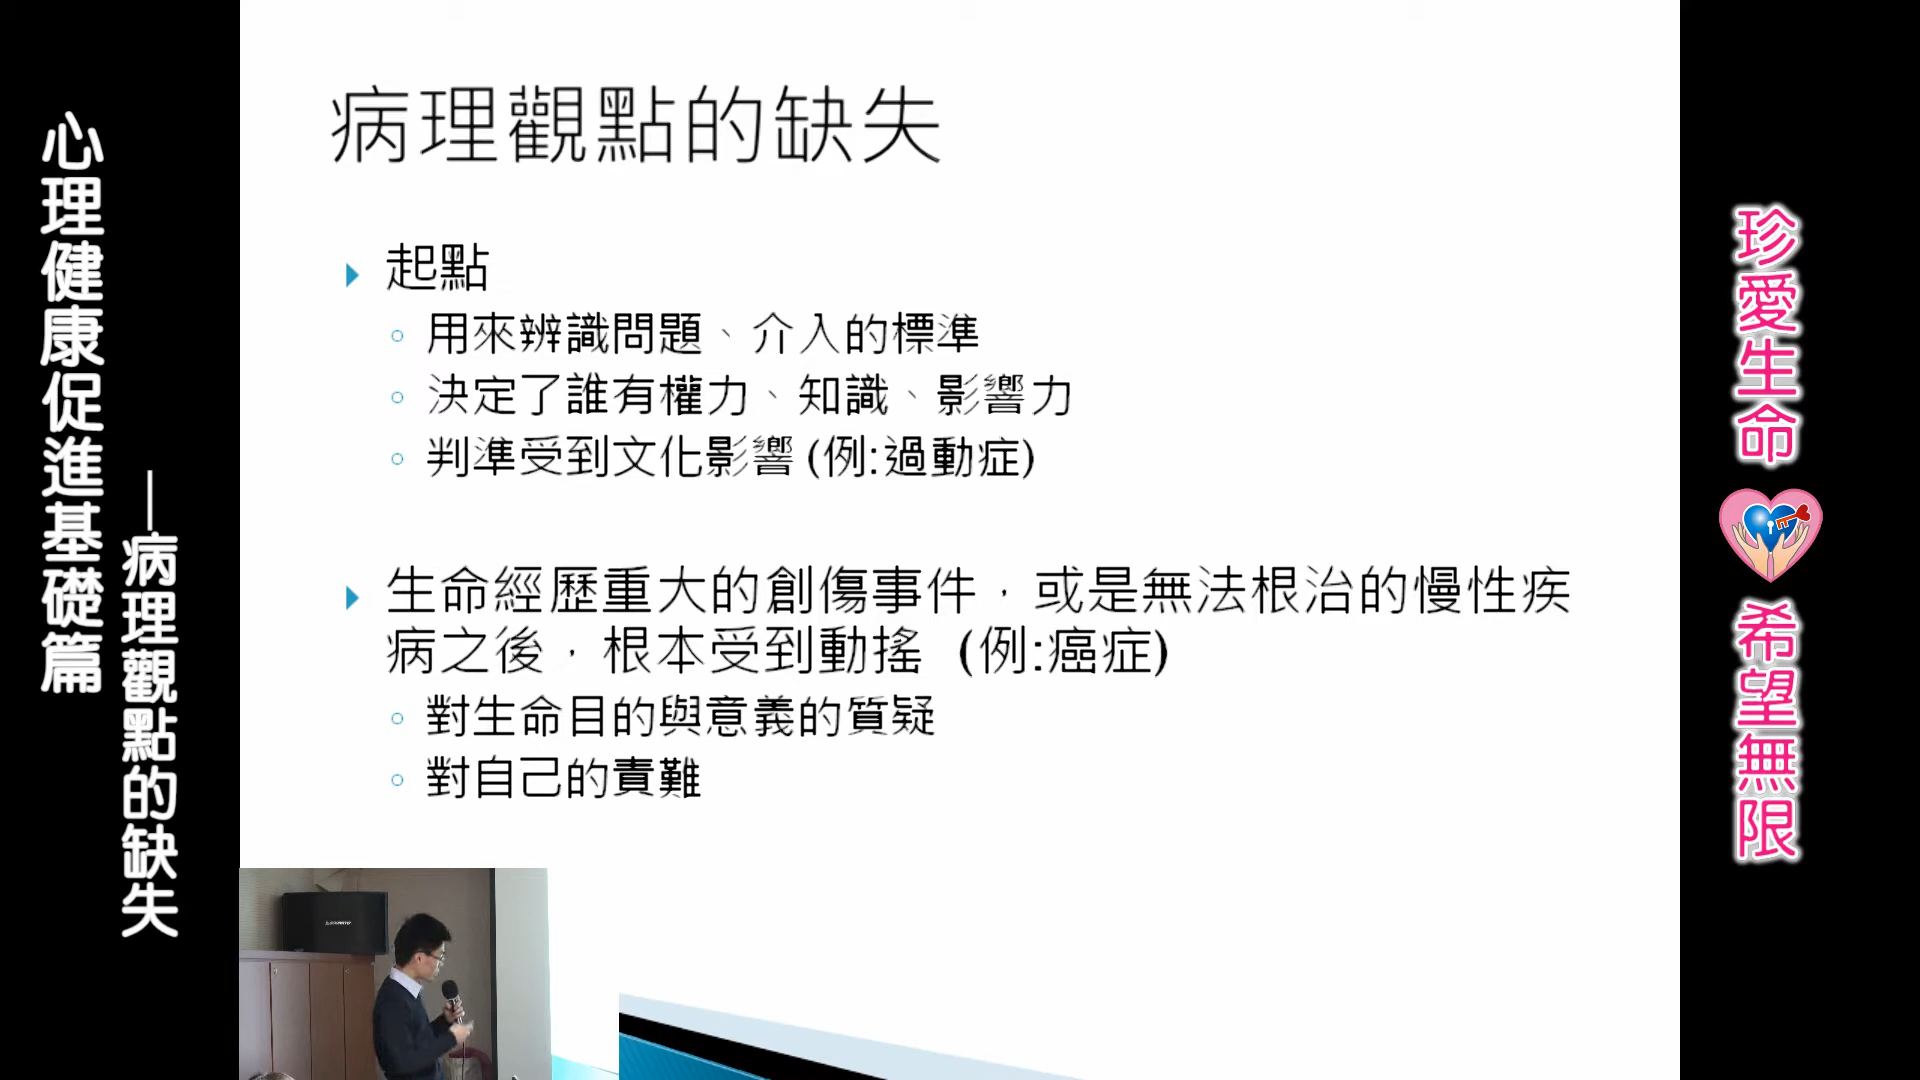 心理健康促進基礎篇
—病理觀點的缺失
病理觀點的缺失
起點
用來辨識問題、介入的標準
決定了誰有權力、知識、影響力
判準受到文化影響 (例:過動症)
生命經歷重大的創傷事件，或是無法根治的慢性疾
病之後，根本受到動搖 (例:癌症)
對生命目的與意義的質疑
對自己的責難
珍愛生命
希望無限